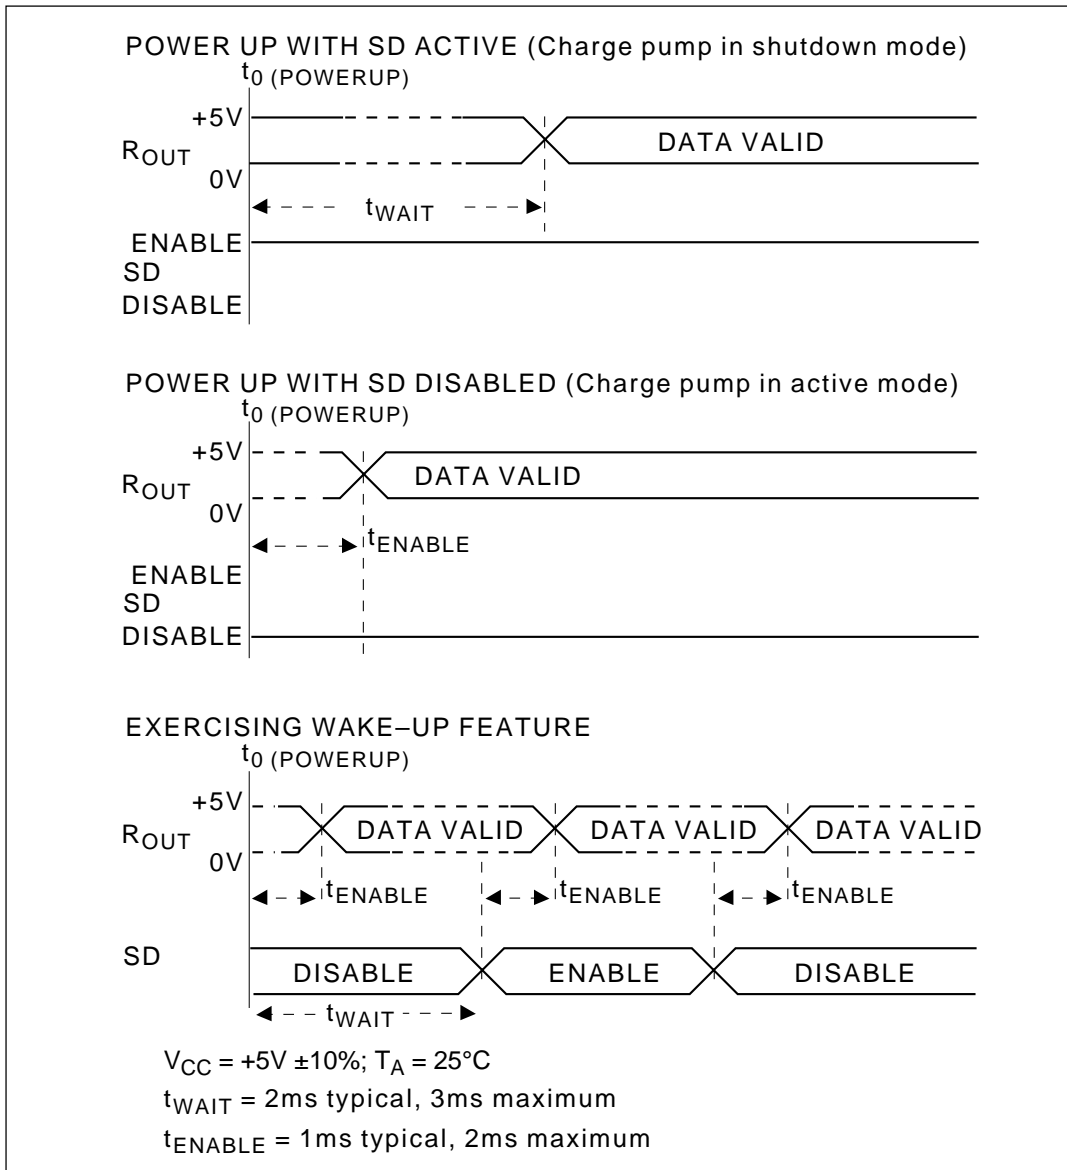 POWER UP WITH SD ACTIVE (Charge pump in shutdown mode)
t0 (POWERUP)
+5V
ROUT
0V
DATA VALID
tWAIT
ENABLE
SD
DISABLE
POWER UP WITH SD DISABLED (Charge pump in active mode)
t0 (POWERUP)
+5V
ROUT
0V
DATA VALID
tENABLE
ENABLE
SD
DISABLE
EXERCISING WAKE–UP FEATURE
t0 (POWERUP)
+5V
ROUT
0V
DATA VALID DATA VALID DATA VALID
tENABLE tENABLE tENABLE
SD
DISABLE ENABLE DISABLE
tWAIT
VCC = +5V ±10%; TA = 25°C
tWAIT = 2ms typical, 3ms maximum
tENABLE = 1ms typical, 2ms maximum